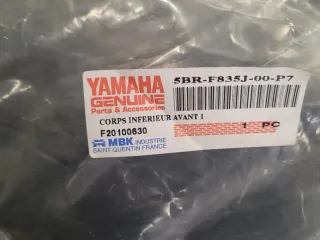 YAMAHA
GENUINE
Parts & Accessories
5BR-F835J-00-P7
CORPS INFERIEUR AVANT 1
F20100630
1 PC
MBK INDUSTRIE
SAINT QUENTIN FRANCE